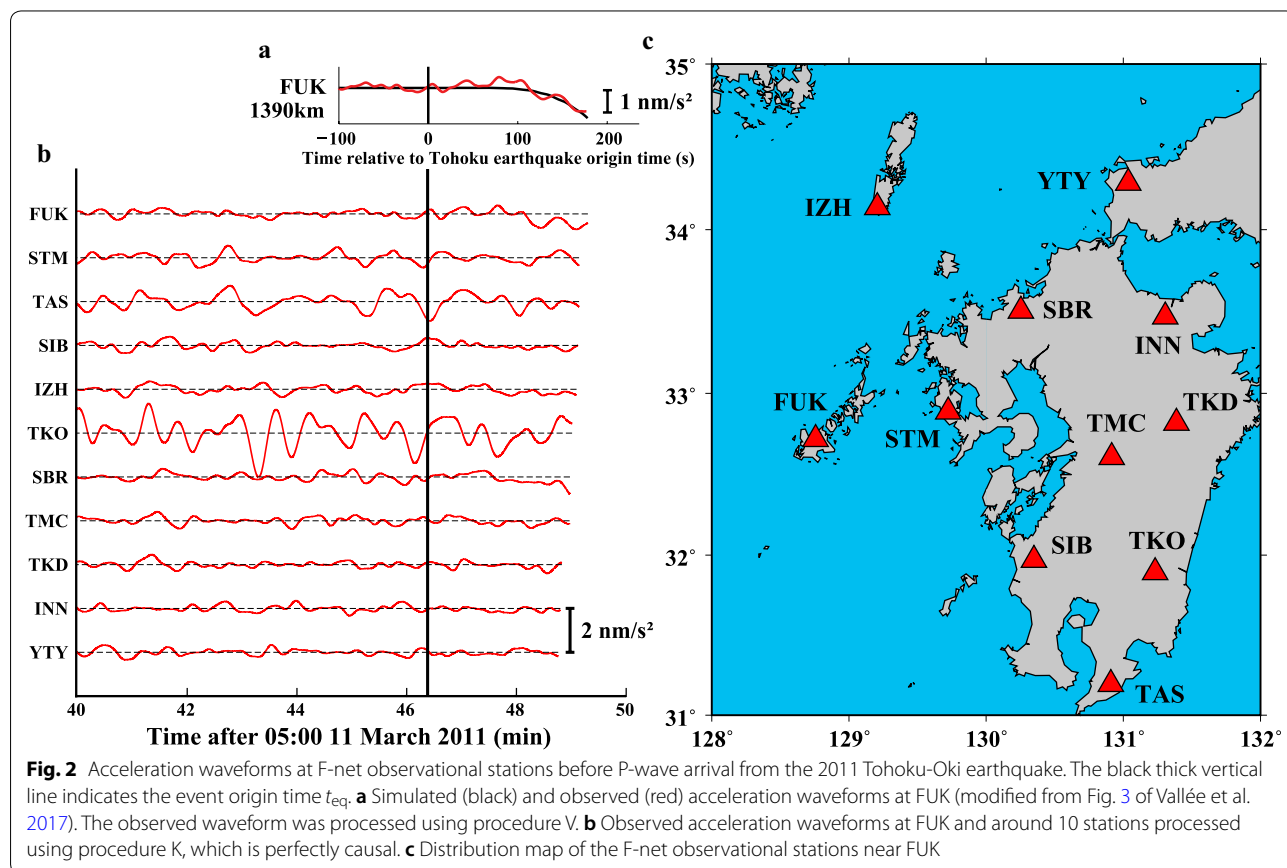 a
FUK
1390km
1 nm/s²
−100 0 100 200
Time relative to Tohoku earthquake origin time (s)
b
FUK
STM
TAS
SIB
IZH
TKO
SBR
TMC
TKD
INN
YTY
2 nm/s²
40 42 44 46 48 50
Time after 05:00 11 March 2011 (min)
c
35˚
34˚
33˚
32˚
31˚
128˚ 129˚ 130˚ 131˚ 132˚
YTY
IZH
SBR
INN
FUK
STM
TKD
TMC
SIB
TKO
TAS
Fig. 2 Acceleration waveforms at F-net observational stations before P-wave arrival from the 2011 Tohoku-Oki earthquake. The black thick vertical
line indicates the event origin time teq. a Simulated (black) and observed (red) acceleration waveforms at FUK (modified from Fig. 3 of Vallée et al.
2017). The observed waveform was processed using procedure V. b Observed acceleration waveforms at FUK and around 10 stations processed
using procedure K, which is perfectly causal. c Distribution map of the F-net observational stations near FUK